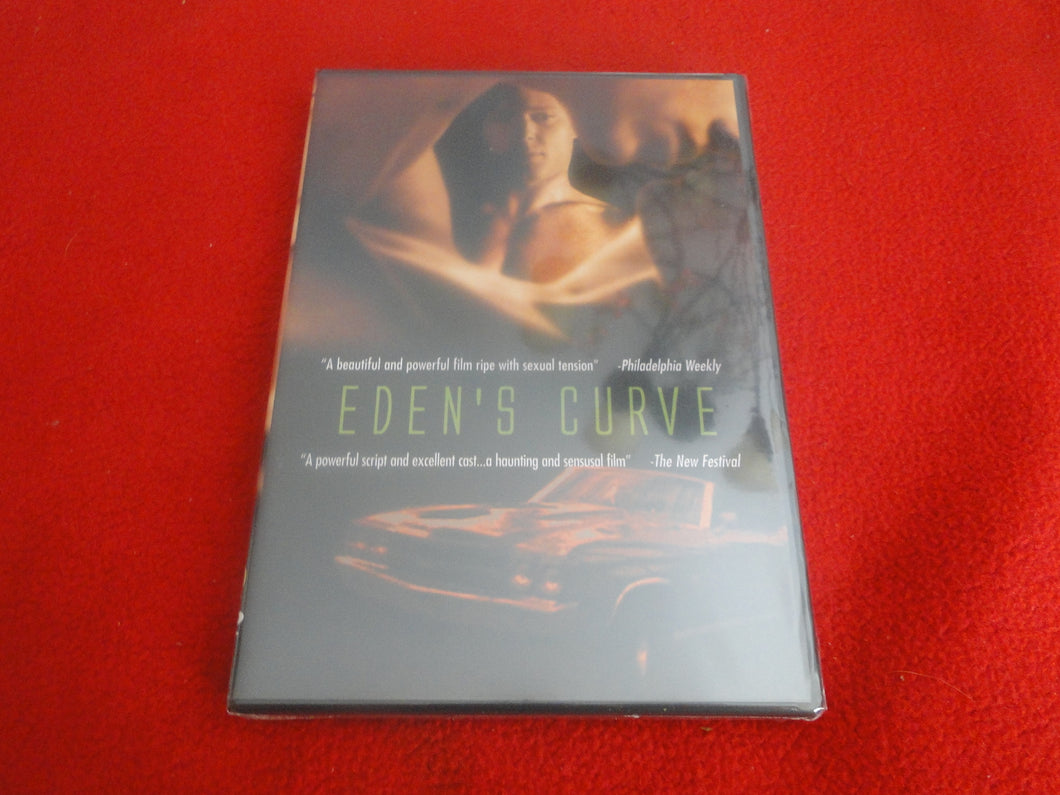 "A beautiful and powerful film ripe with sexual tension" -Philadelphia Weekly
EDEN'S CURVE
"A powerful script and excellent cast...a haunting and sensusal film" -The New Festival